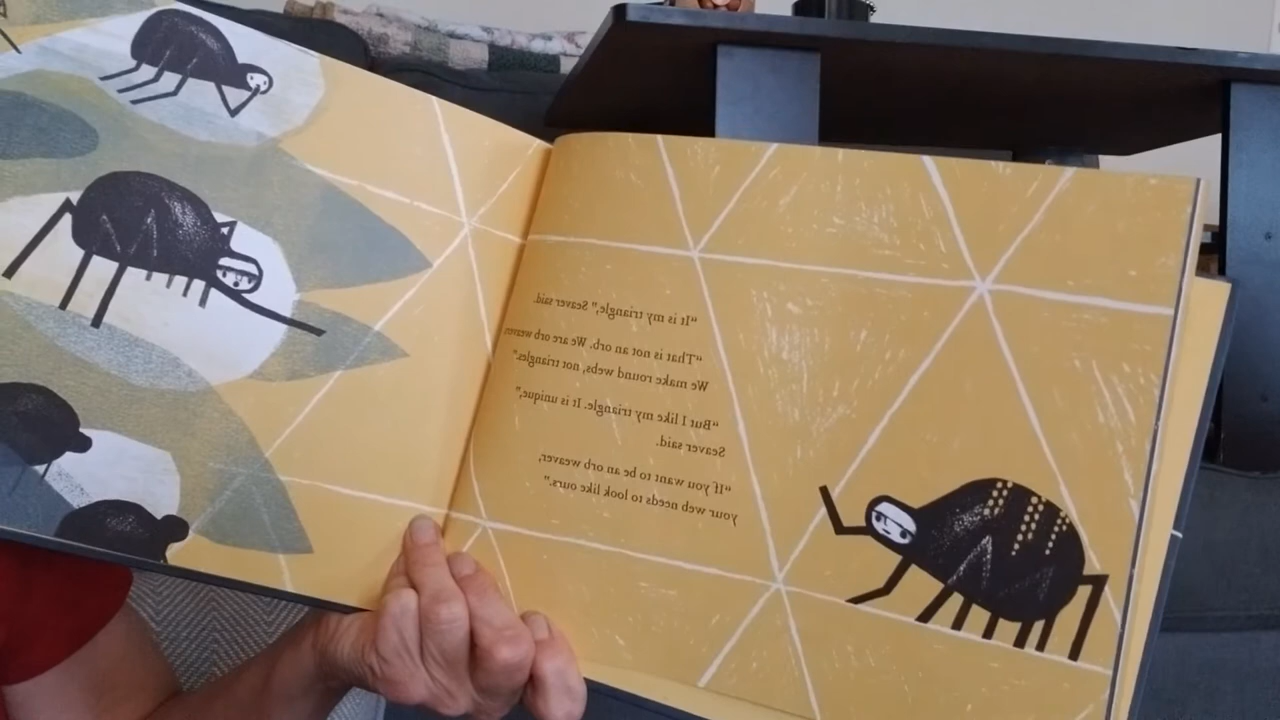 “It is my triangle,” Seaver said.
“That is not an orb. We are orb weavers.
We make round webs, not triangles.”
“But I like my triangle. It is unique,”
Seaver said.
“If you want to be an orb weaver,
your web needs to look like ours.”